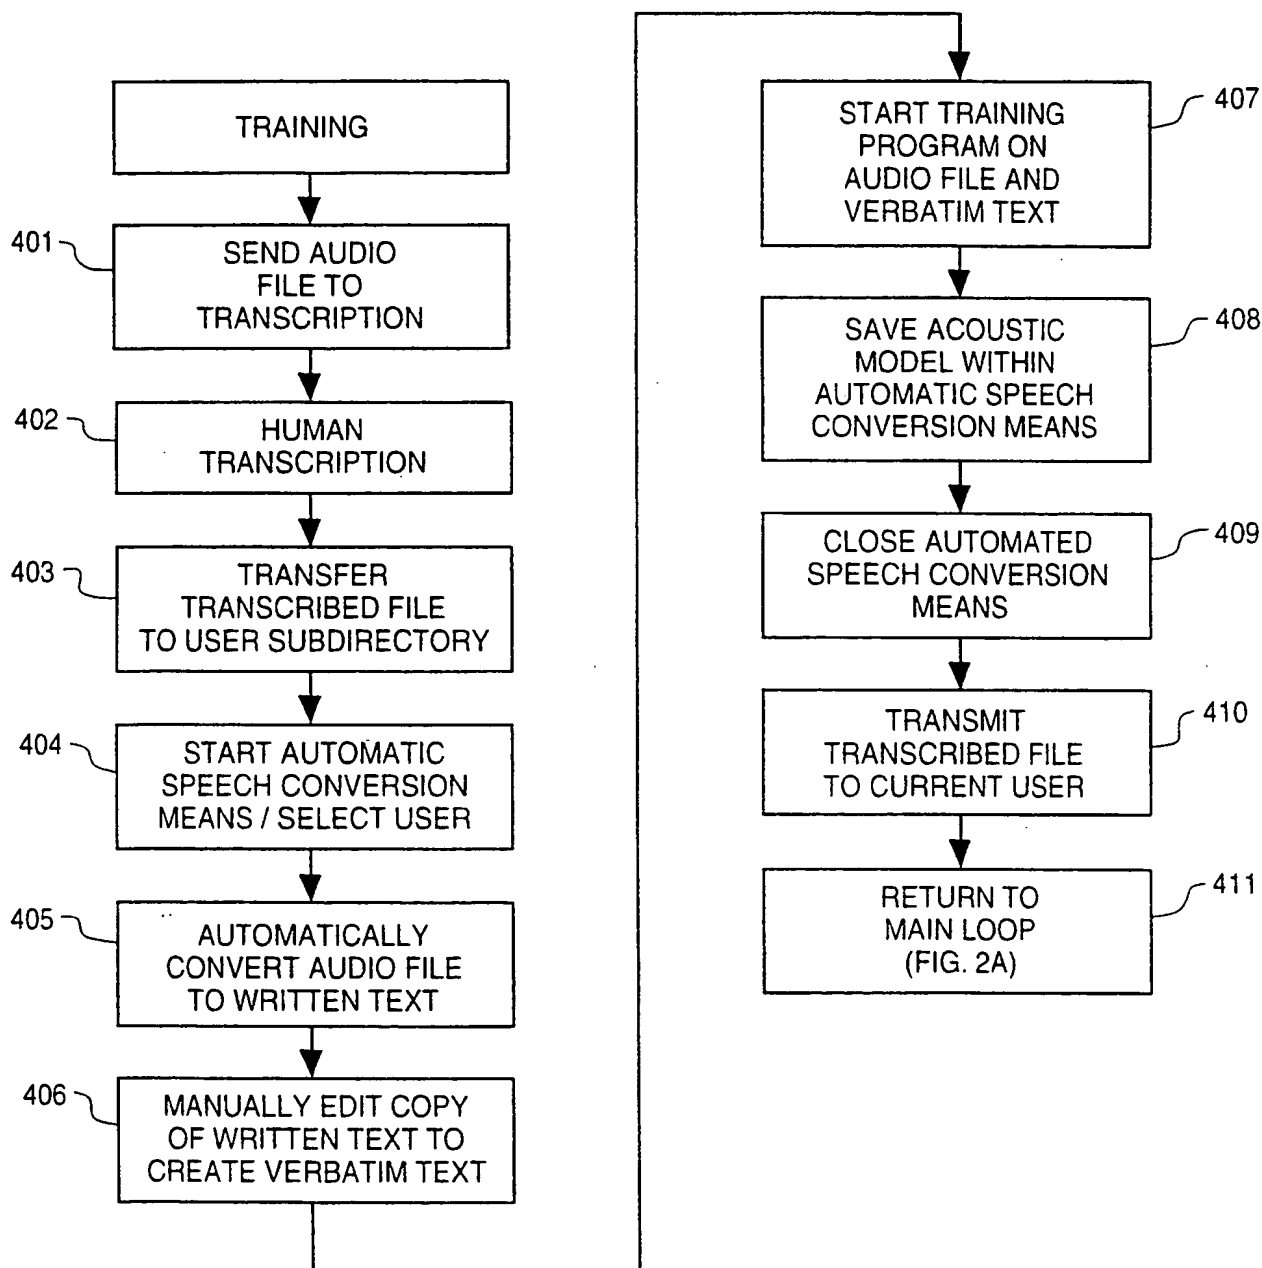 TRAINING
401
SEND AUDIO
FILE TO
TRANSCRIPTION
402
HUMAN
TRANSCRIPTION
403
TRANSFER
TRANSCRIBED FILE
TO USER SUBDIRECTORY
404
START AUTOMATIC
SPEECH CONVERSION
MEANS / SELECT USER
405
AUTOMATICALLY
CONVERT AUDIO FILE
TO WRITTEN TEXT
406
MANUALLY EDIT COPY
OF WRITTEN TEXT TO
CREATE VERBATIM TEXT
407
START TRAINING
PROGRAM ON
AUDIO FILE AND
VERBATIM TEXT
408
SAVE ACOUSTIC
MODEL WITHIN
AUTOMATIC SPEECH
CONVERSION MEANS
409
CLOSE AUTOMATED
SPEECH CONVERSION
MEANS
410
TRANSMIT
TRANSCRIBED FILE
TO CURRENT USER
411
RETURN TO
MAIN LOOP
(FIG. 2A)